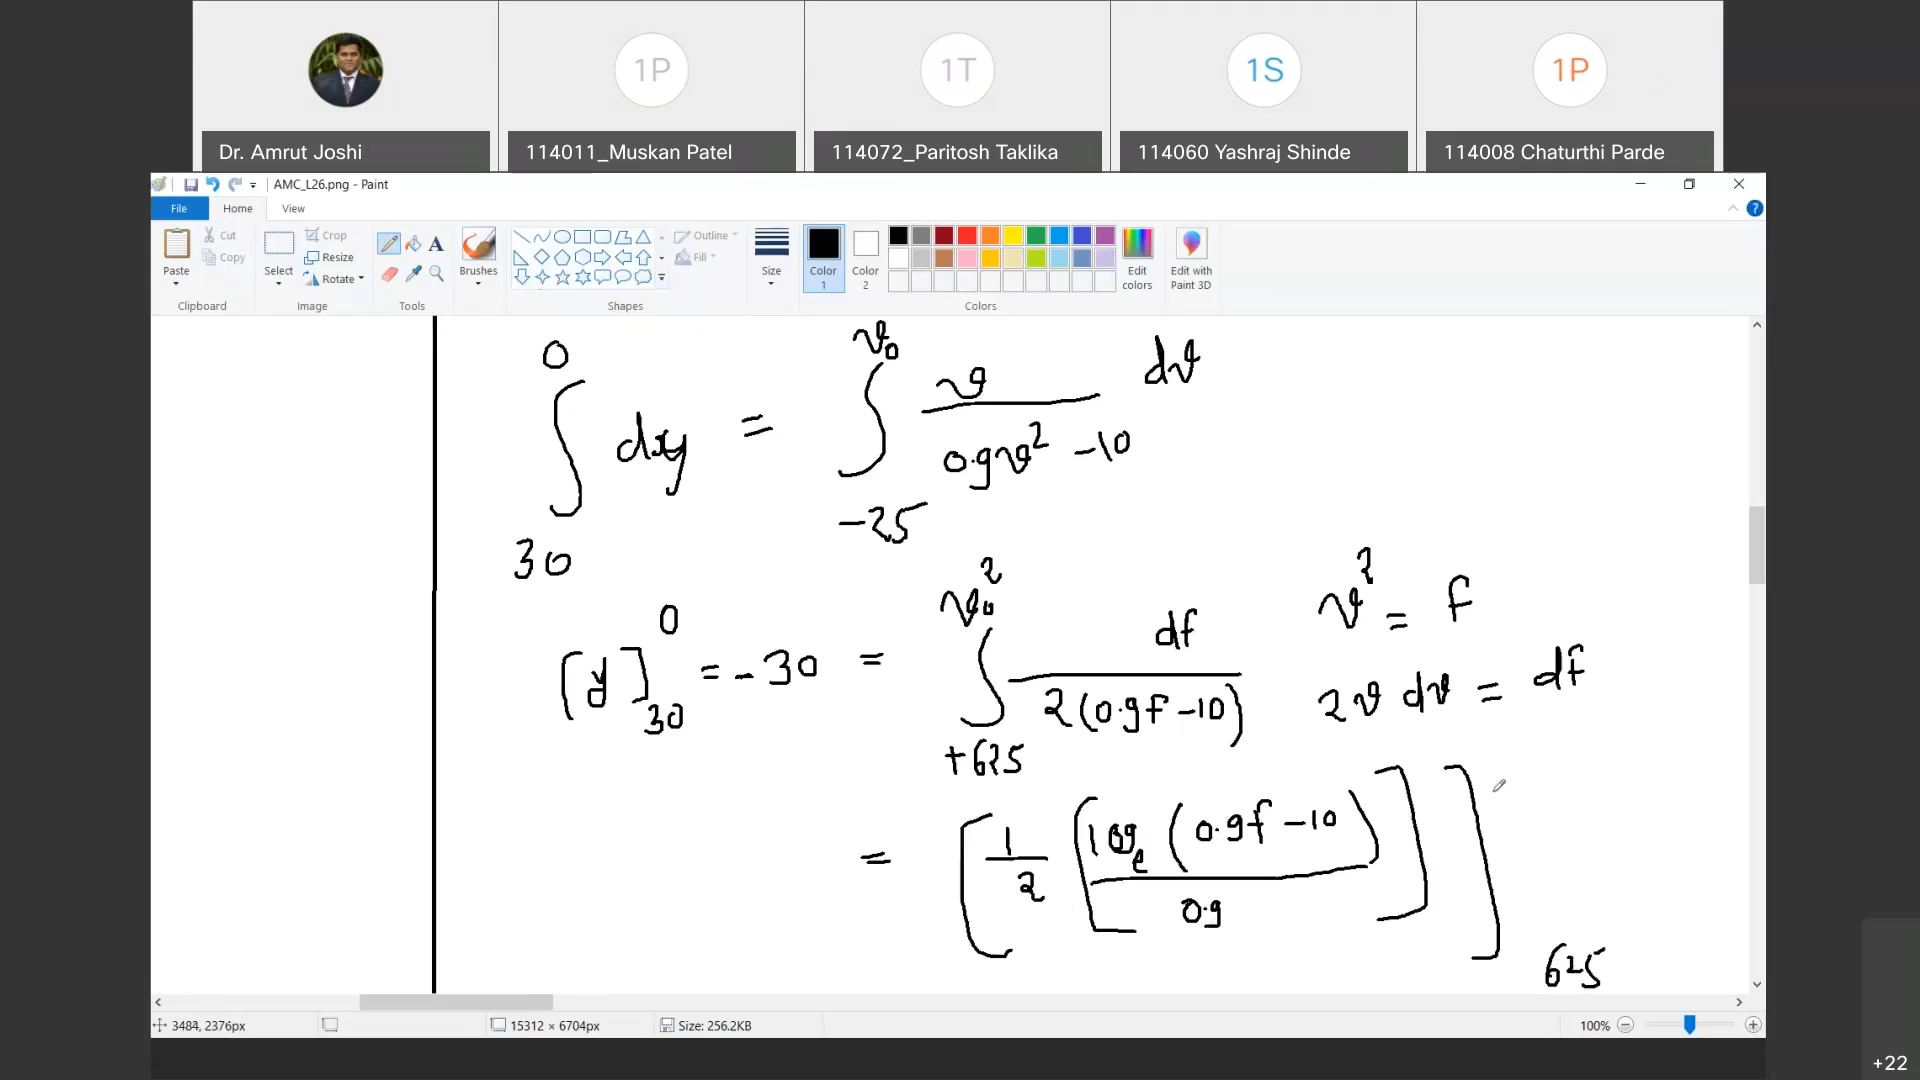 1P
1T
1S
1P
Dr. Amrut Joshi
114011_Muskan Patel
114072_Paritosh Taklika
114060 Yashraj Shinde
114008 Chaturthi Parde
AMC_L26.png - Paint
File
Home
View
Paste
Cut
Copy
Clipboard
Select
Crop
Resize
Rotate
Image
A
Tools
Brushes
Outline
Fill
Shapes
Size
Color 1
Color 2
Colors
Edit colors
Edit with Paint 3D
?
∫₃₀⁰ dy = ∫₋₂₅^{v₀} v / (0.9v² -10) dv
[y]₃₀⁰ = -30 = ∫₊₆₂₅^{v₀²} df / 2(0.9f -10)
v² = f
2v dv = df
= [1/2 [log_e (0.9f -10) / 0.9]]₆₂₅
3484, 2376px
15312 × 6704px
Size: 256.2KB
100%
+22